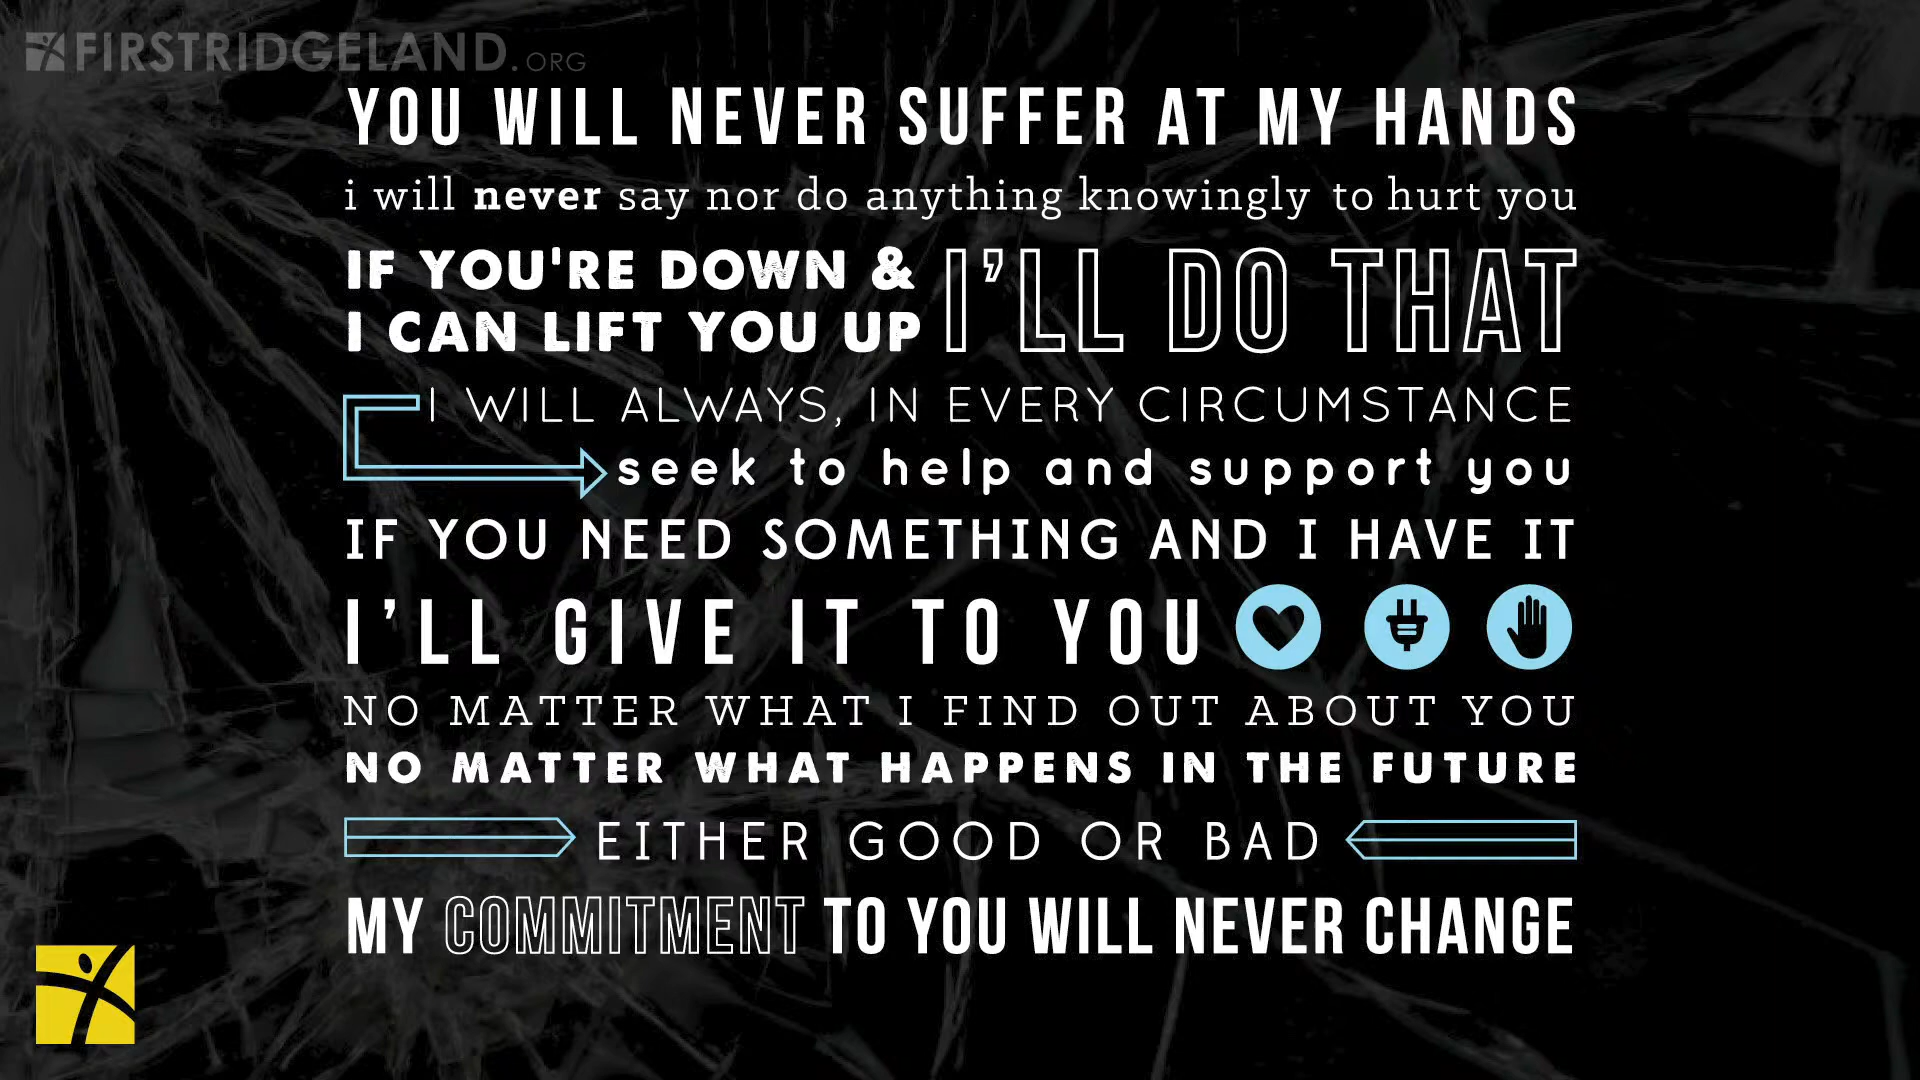 FIRSTRIDGELAND.ORG
YOU WILL NEVER SUFFER AT MY HANDS
i will never say nor do anything knowingly to hurt you
IF YOU'RE DOWN &
I CAN LIFT YOU UP
I'LL DO THAT
I WILL ALWAYS, IN EVERY CIRCUMSTANCE
seek to help and support you
IF YOU NEED SOMETHING AND I HAVE IT
I'LL GIVE IT TO YOU
NO MATTER WHAT I FIND OUT ABOUT YOU
NO MATTER WHAT HAPPENS IN THE FUTURE
EITHER GOOD OR BAD
MY COMMITMENT TO YOU WILL NEVER CHANGE